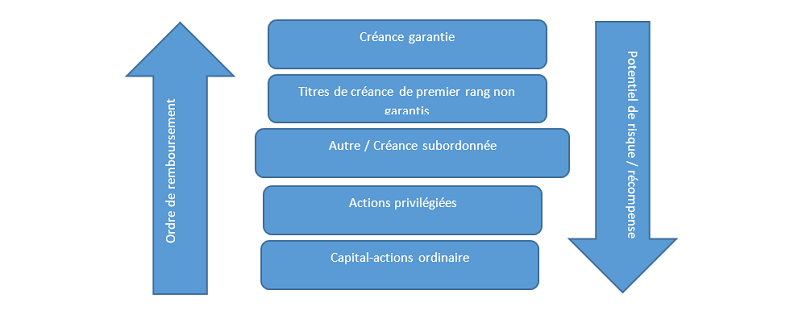 Créance garantie
Titres de créance de premier rang non
garantis
Autre / Créance subordonnée
Actions privilégiées
Capital-actions ordinaire
Ordre de remboursement
Potentiel de risque / récompense